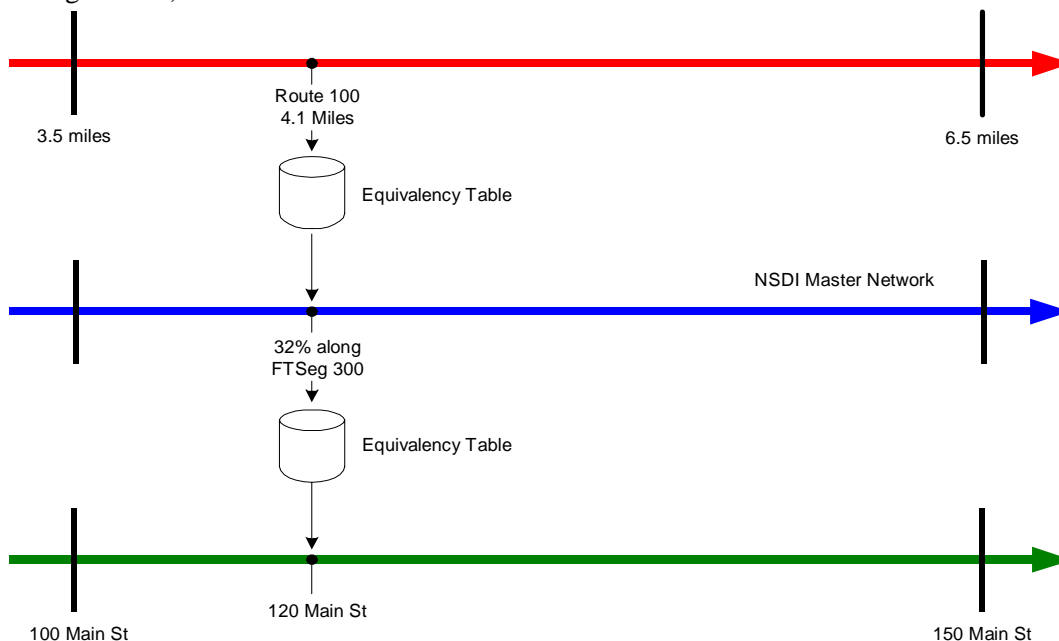 Route 100
4.1 Miles
3.5 miles
6.5 miles
Equivalency Table
NSDI Master Network
32% along
FTSeg 300
Equivalency Table
120 Main St
100 Main St
150 Main St